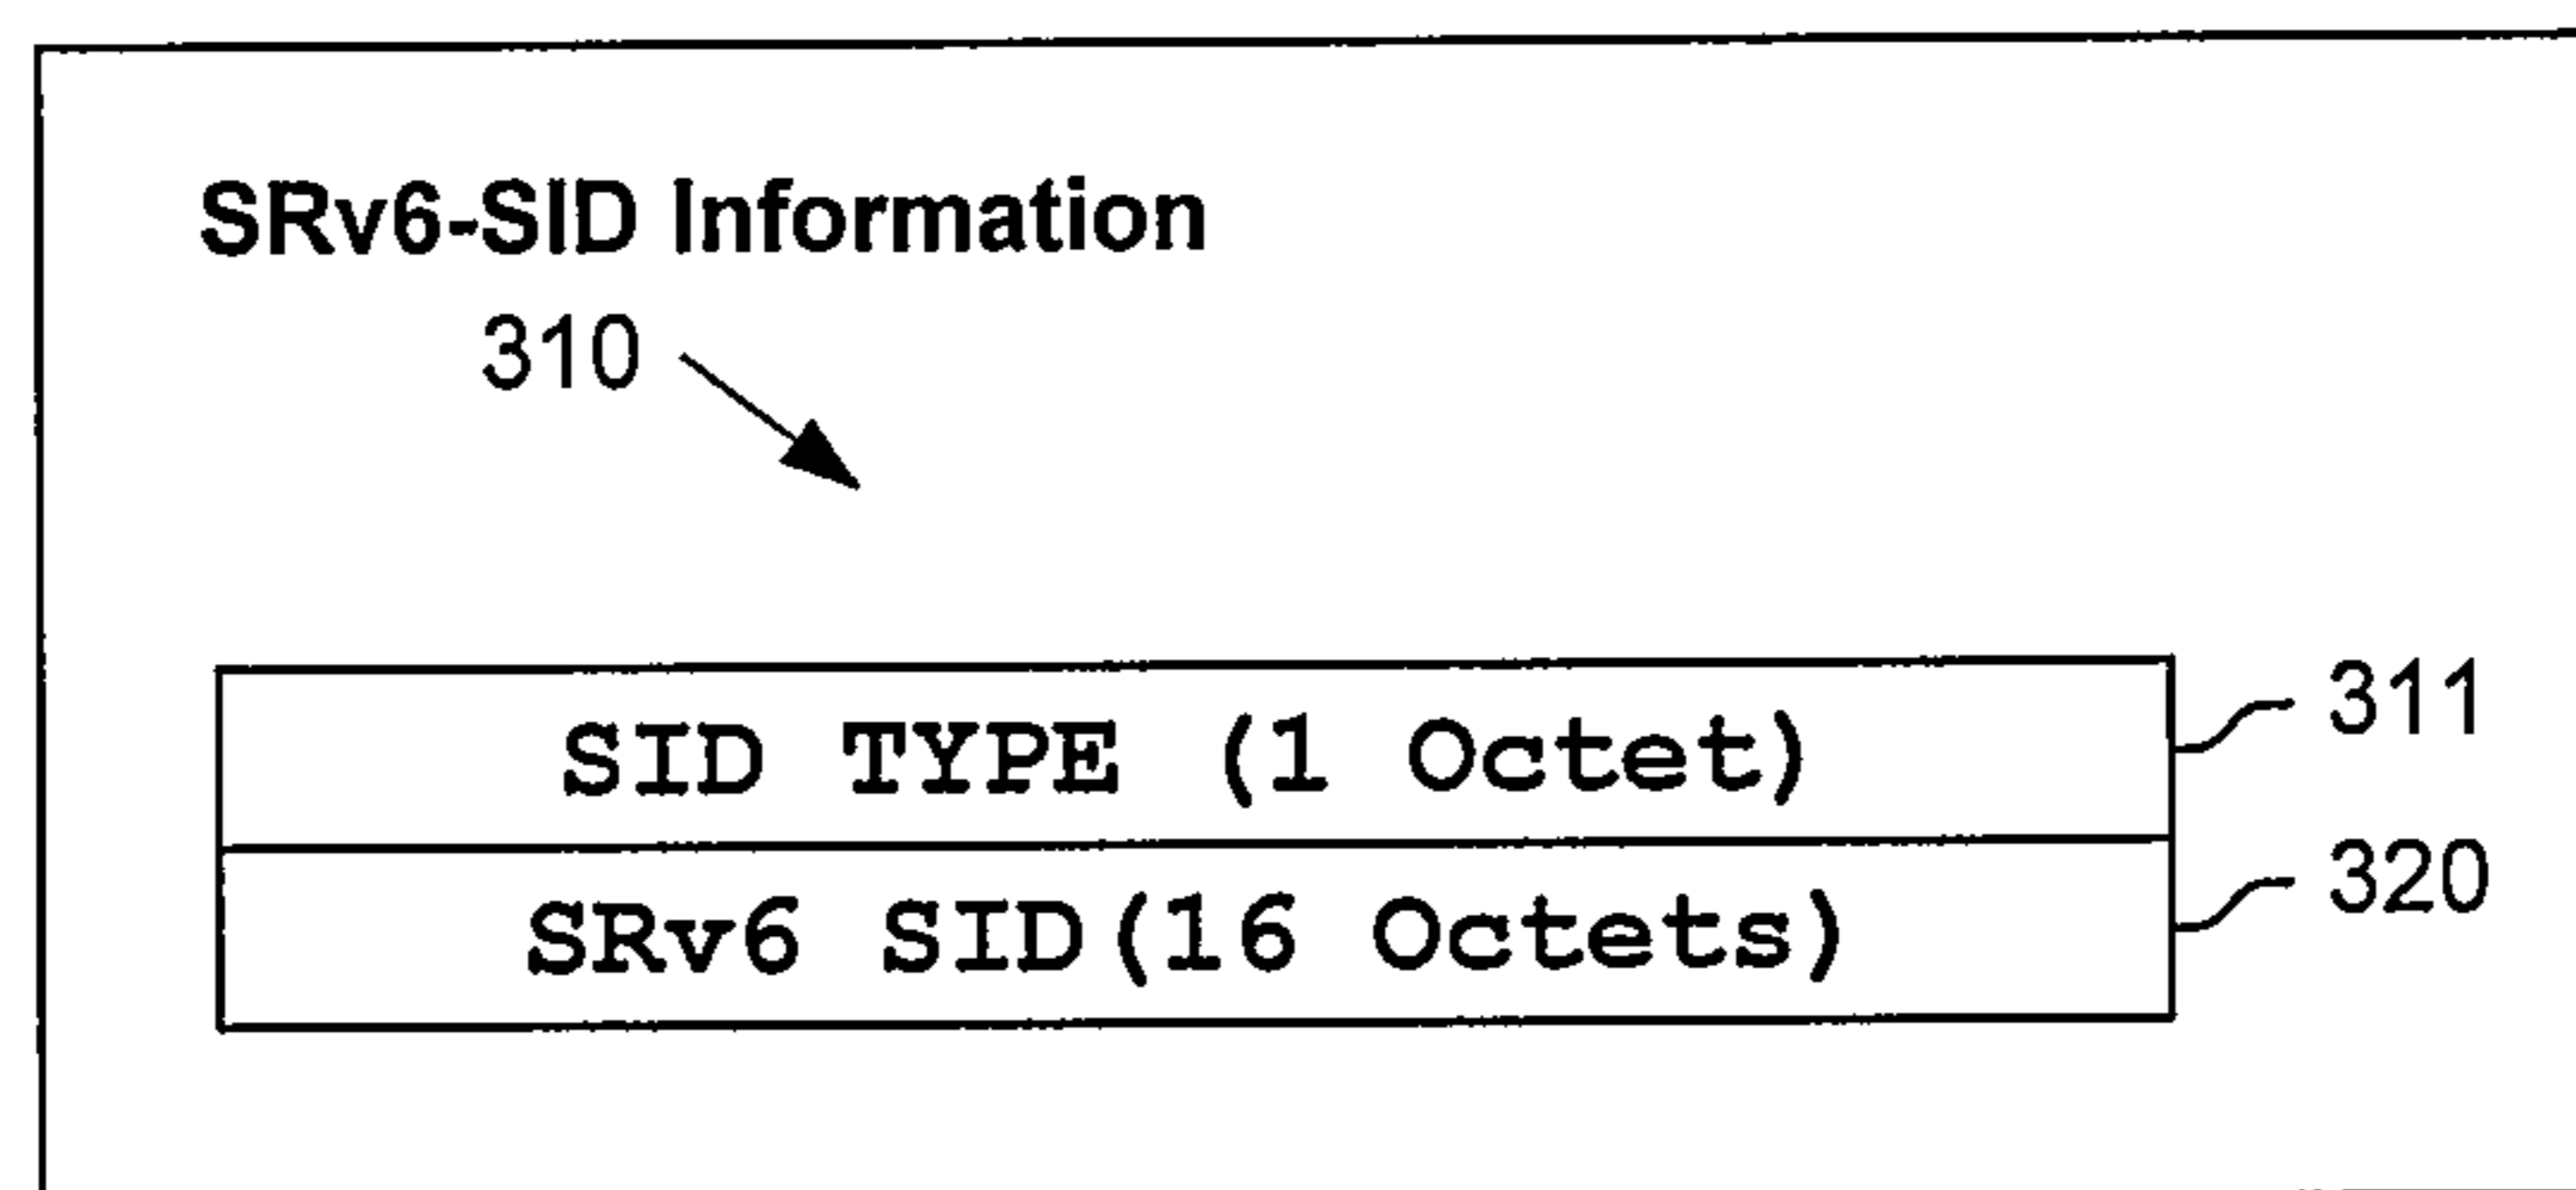 SRv6-SID Information
310
SID TYPE (1 Octet) 311
SRv6 SID(16 Octets) 320